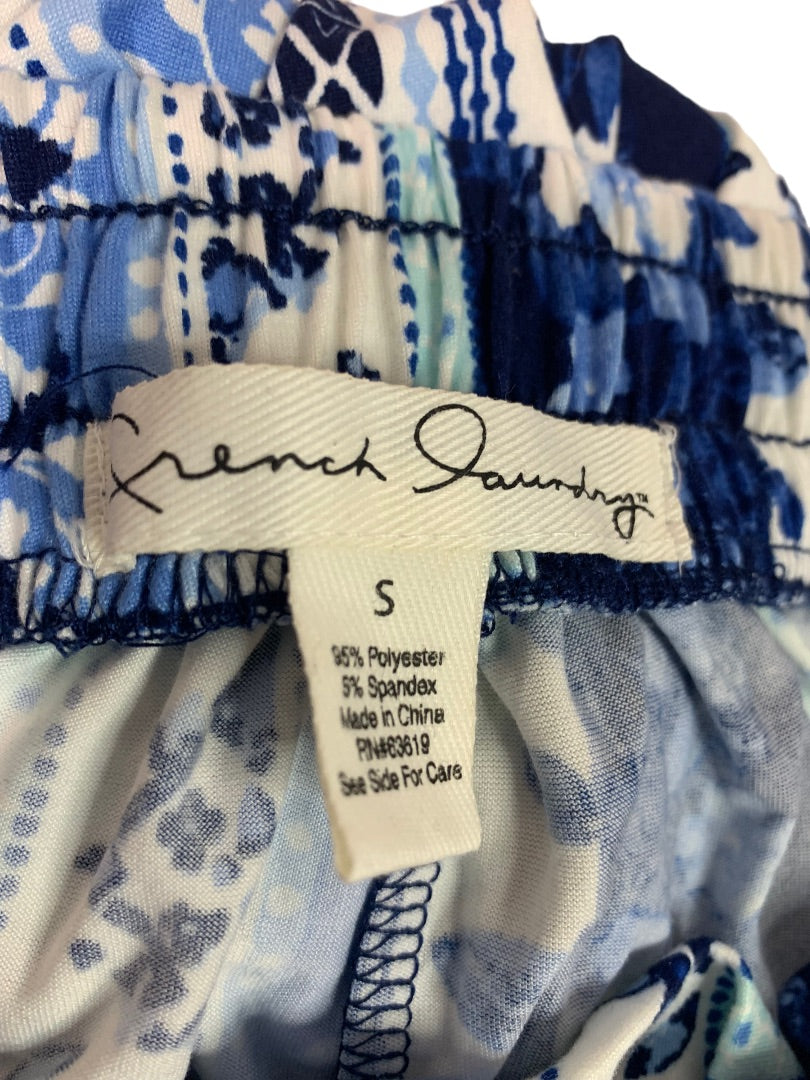 French Laundry™
S
95% Polyester
5% Spandex
Made in China
RN#63619
See Side For Care